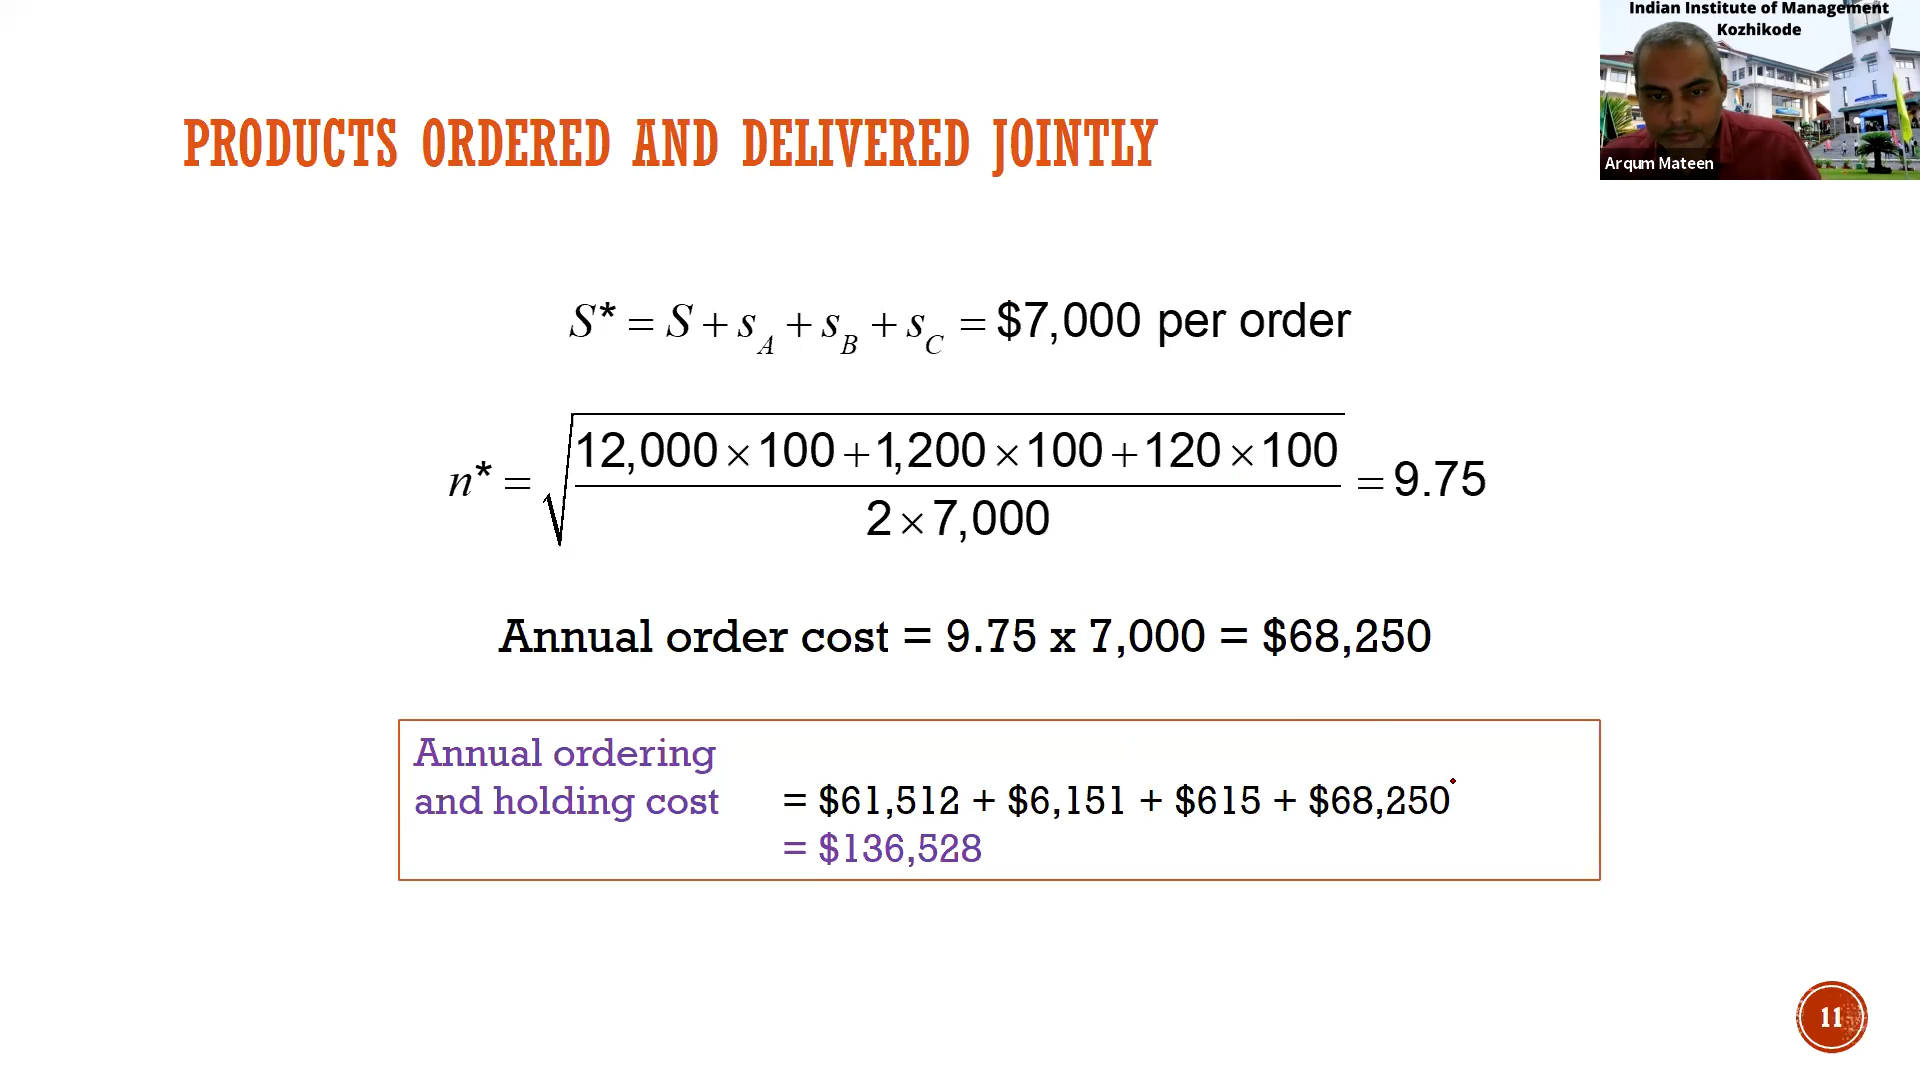 Indian Institute of Management
Kozhikode
Arqum Mateen
PRODUCTS ORDERED AND DELIVERED JOINTLY
S* = S + s_A + s_B + s_C = $7,000 per order
n* = √((12,000 × 100 + 1,200 × 100 + 120 × 100) / (2 × 7,000)) = 9.75
Annual order cost = 9.75 x 7,000 = $68,250
Annual ordering
and holding cost = $61,512 + $6,151 + $615 + $68,250
= $136,528
11